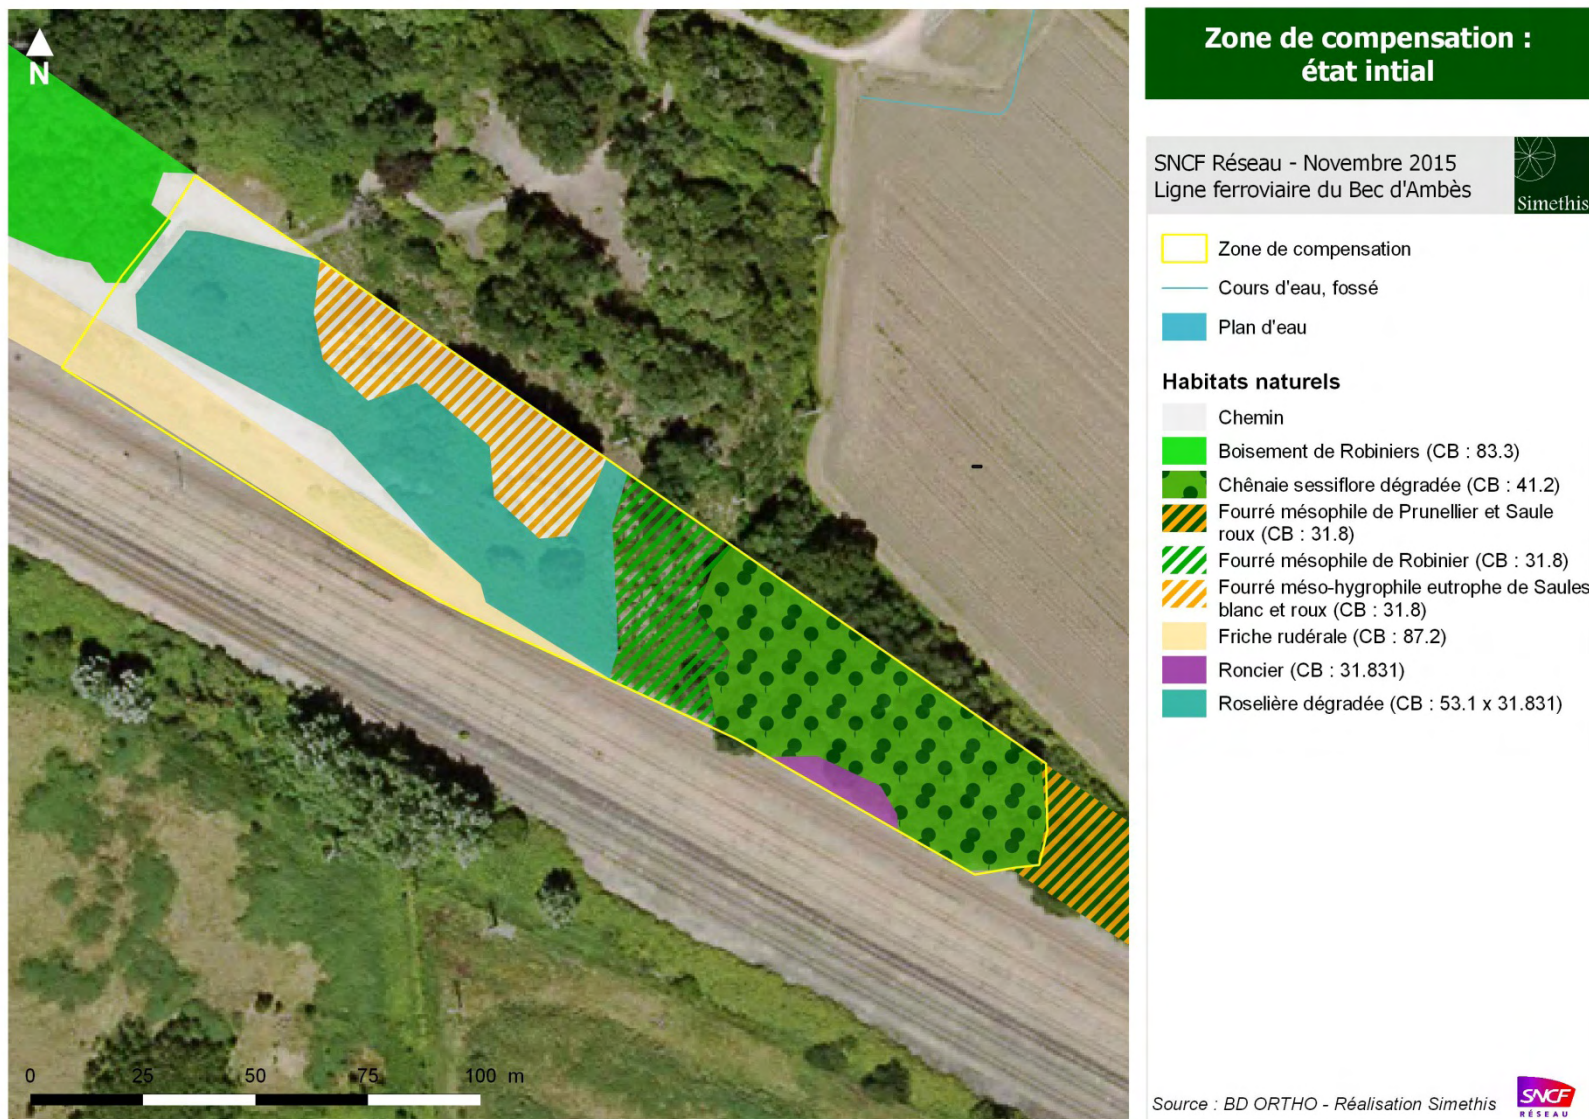 N
0 25 50 75 100 m
Zone de compensation :
état intial
SNCF Réseau - Novembre 2015
Ligne ferroviaire du Bec d'Ambès
Simethis
Zone de compensation
Cours d'eau, fossé
Plan d'eau
Habitats naturels
Chemin
Boisement de Robiniers (CB : 83.3)
Chênaie sessiflore dégradée (CB : 41.2)
Fourré mésophile de Prunellier et Saule
roux (CB : 31.8)
Fourré mésophile de Robinier (CB : 31.8)
Fourré méso-hygrophile eutrophe de Saules
blanc et roux (CB : 31.8)
Friche rudérale (CB : 87.2)
Roncier (CB : 31.831)
Roselière dégradée (CB : 53.1 x 31.831)
Source : BD ORTHO - Réalisation Simethis
SNCF
RÉSEAU